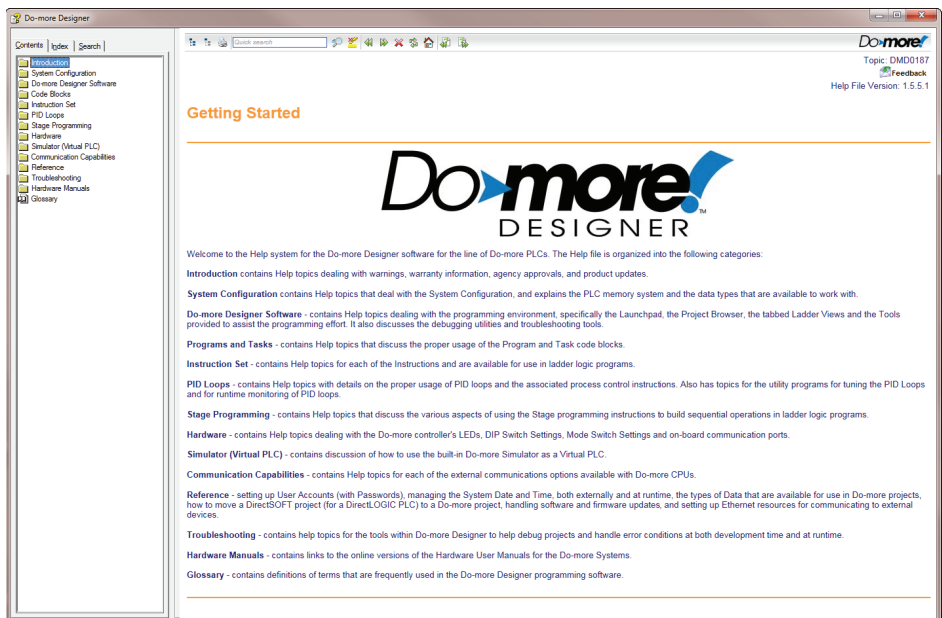 Do-more Designer
Contents Index Search
Introduction
System Configuration
Do-more Designer Software
Code Blocks
Instruction Set
PID Loops
Stage Programming
Hardware
Simulator (Virtual PLC)
Communication Capabilities
Reference
Troubleshooting
Hardware Manuals
Glossary
Quick search
Do-more!
Topic: DMD0187
Feedback
Help File Version: 1.5.5.1
Getting Started
Do-more!™
DESIGNER
Welcome to the Help system for the Do-more Designer software for the line of Do-more PLCs. The Help file is organized into the following categories:
Introduction contains Help topics dealing with warnings, warranty information, agency approvals, and product updates.
System Configuration contains Help topics that deal with the System Configuration, and explains the PLC memory system and the data types that are available to work with.
Do-more Designer Software - contains Help topics dealing with the programming environment, specifically the Launchpad, the Project Browser, the tabbed Ladder Views and the Tools
provided to assist the programming effort. It also discusses the debugging utilities and troubleshooting tools.
Programs and Tasks - contains Help topics that discuss the proper usage of the Program and Task code blocks.
Instruction Set - contains Help topics for each of the Instructions and are available for use in ladder logic programs.
PID Loops - contains Help topics with details on the proper usage of PID loops and the associated process control instructions. Also has topics for the utility programs for tuning the PID Loops
and for runtime monitoring of PID loops.
Stage Programming - contains Help topics that discuss the various aspects of using the Stage programming instructions to build sequential operations in ladder logic programs.
Hardware - contains Help topics dealing with the Do-more controller's LEDs, DIP Switch Settings, Mode Switch Settings and on-board communication ports.
Simulator (Virtual PLC) - contains discussion of how to use the built-in Do-more Simulator as a Virtual PLC.
Communication Capabilities - contains Help topics for each of the external communications options available with Do-more CPUs.
Reference - setting up User Accounts (with Passwords), managing the System Date and Time, both externally and at runtime, the types of Data that are available for use in Do-more projects,
how to move a DirectSOFT project (for a DirectLOGIC PLC) to a Do-more project, handling software and firmware updates, and setting up Ethernet resources for communicating to external
devices.
Troubleshooting - contains help topics for the tools within Do-more Designer to help debug projects and handle error conditions at both development time and at runtime.
Hardware Manuals - contains links to the online versions of the Hardware User Manuals for the Do-more Systems.
Glossary - contains definitions of terms that are frequently used in the Do-more Designer programming software.